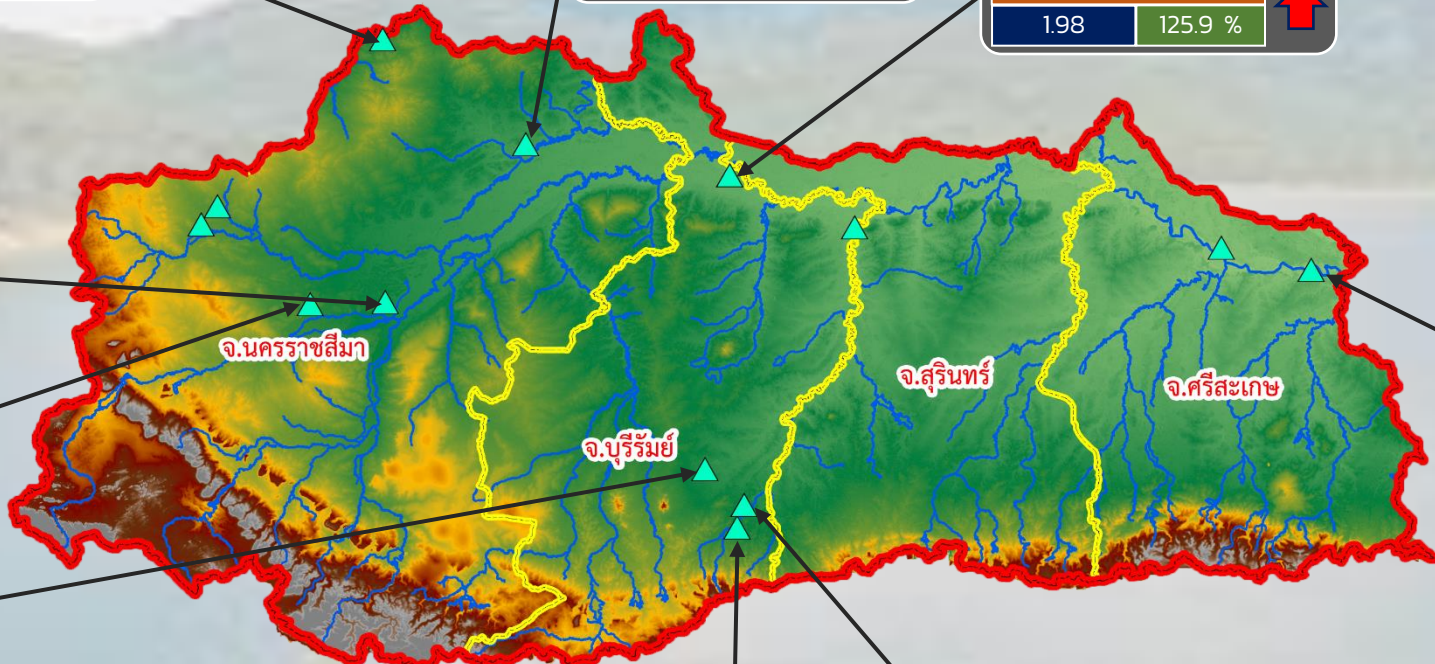 1.98 125.9 %
จ.นครราชสีมา
จ.สุรินทร์
จ.ศรีสะเกษ
จ.บุรีรัมย์